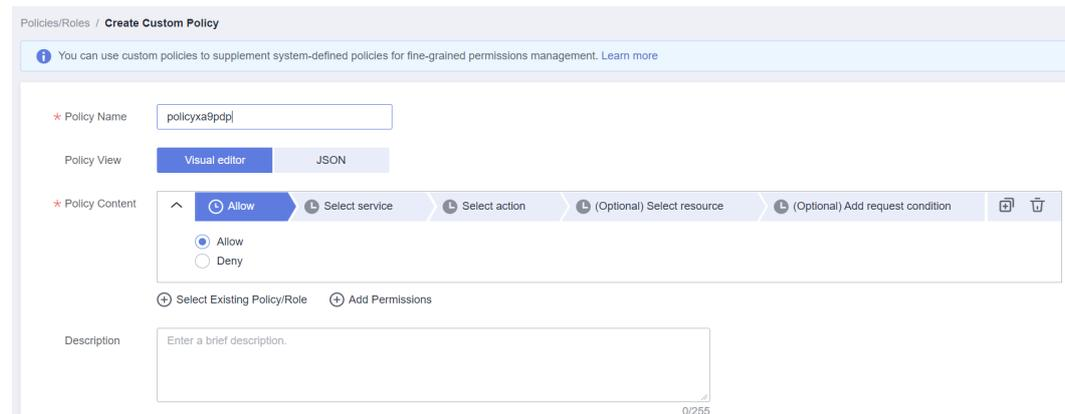 Policies/Roles / Create Custom Policy
You can use custom policies to supplement system-defined policies for fine-grained permissions management. Learn more
* Policy Name policyxa9pdp
Policy View Visual editor JSON
* Policy Content Allow Select service Select action (Optional) Select resource (Optional) Add request condition
Allow
Deny
Select Existing Policy/Role Add Permissions
Description Enter a brief description.
0/255